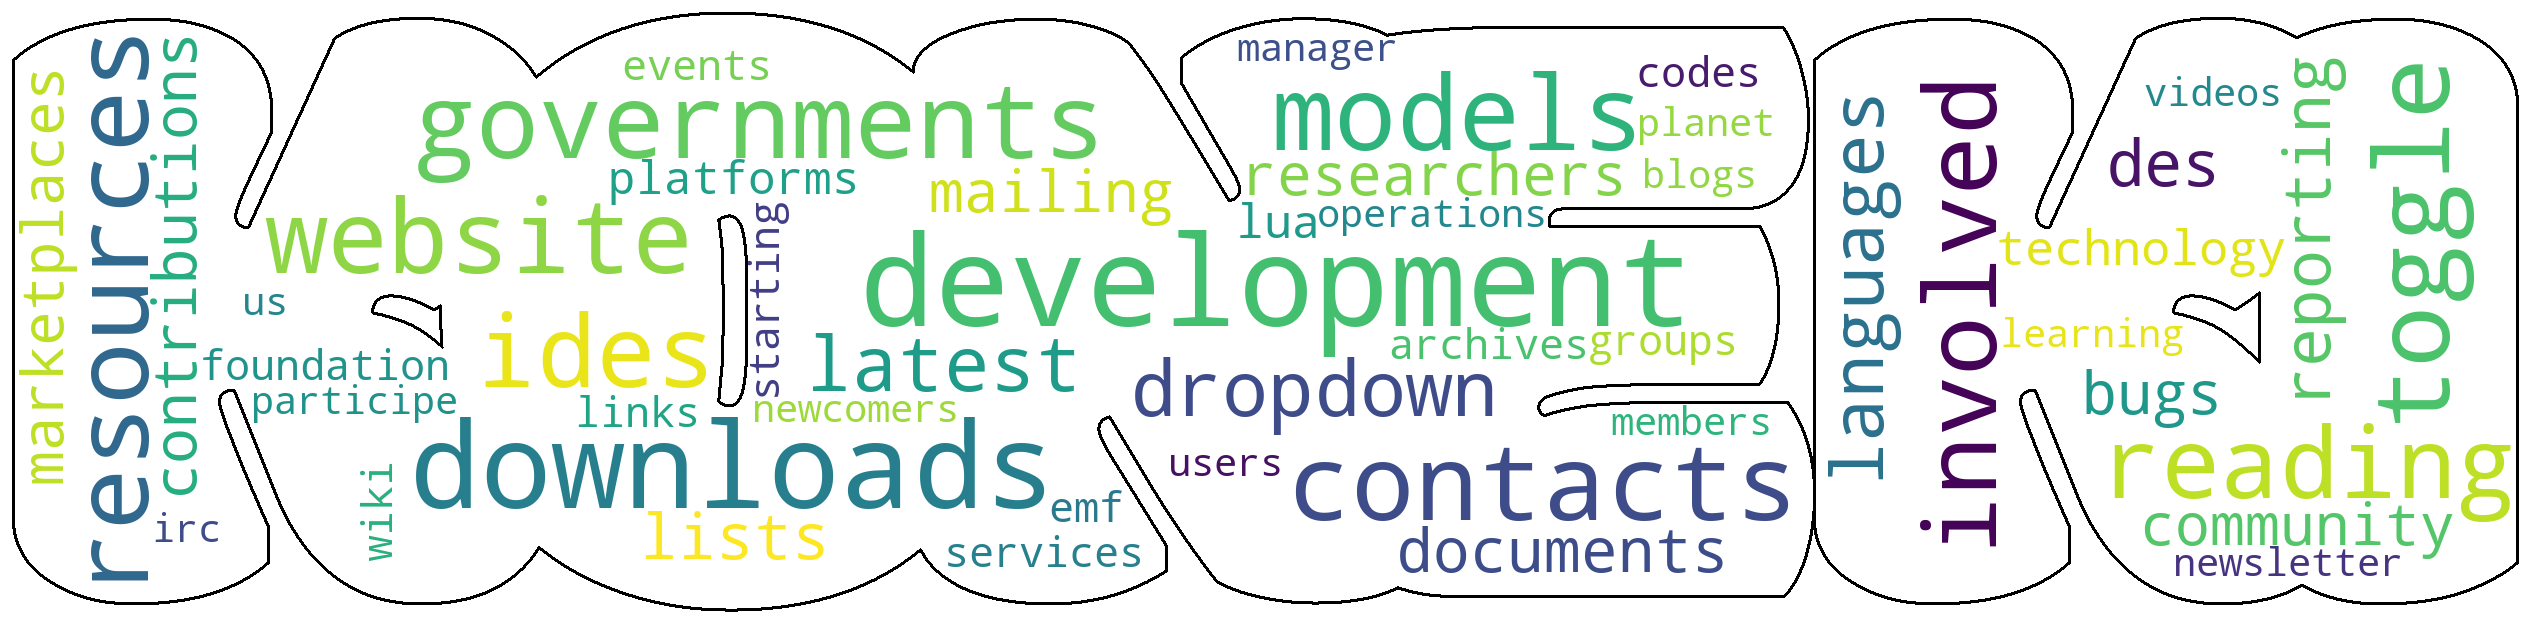 marketplaces
resources
contributions
irc
events
governments
platforms
website
mailing
starting
us
ides
foundation
participe
latest
links
newcomers
downloads
wiki
lists
emf
services
manager
models
codes
planet
researchers
blogs
lua
operations
development
archives
groups
dropdown
members
users
contacts
documents
languages
involved
videos
des
reporting
toggle
technology
learning
bugs
reading
community
newsletter